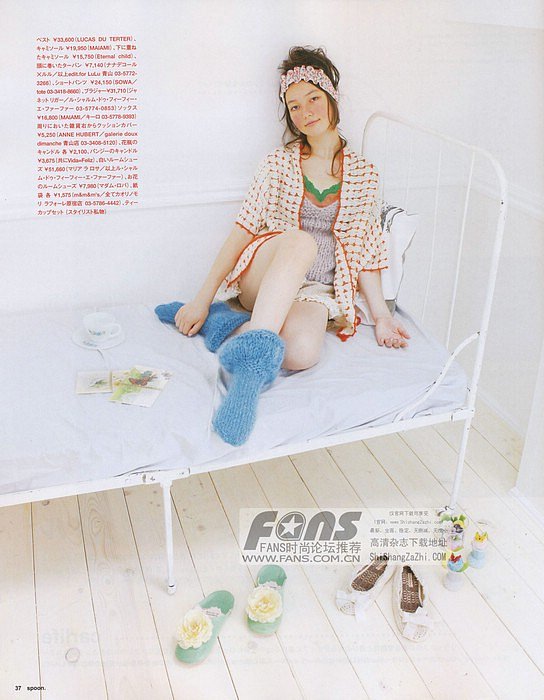 ベスト ¥33,600(LUCAS DU TERTER)、
キャミソール ¥19,950(MAIAMI)、下に重ね
たキャミソール ¥15,750(Eternal child)、
頭に巻いたターバン ¥7,140(ナナデコール
×ルル／以上edit.for LuLu 青山 03-5772-
3266)、ショートパンツ ¥24,150(SOWA／
tote 03-3418-8660)、ブラジャー¥31,710(ジャ
ネットリガー／ル・シャルム・ドゥ・フィーフィー・
エ・ファーファー 03-5774-0853) ソックス
¥16,800(MAIAMI／キーロ 03-5778-9393)
周りにおいた雑貨右からクッションカバー
¥5,250(ANNE HUBERT／galerie doux
dimanche 青山店 03-3408-5120)、花瓶の
キャンドル 各 ¥2,100、パンジーのキャンドル
¥3,675(共にVida=Feliz)、白いルームシュー
ズ ¥51,660(マリア ラ ロサ／以上ル・シャル
ム・ドゥ・フィーフィー・エ・ファーファー)、お花
のルームシューズ ¥7,980(マダム・ロバ)、紙
袋 各 ¥1,575(m&m&m's／全てカオリノモ
リ ラフォーレ原宿店 03-5786-4442)、ティー
カップセット (スタイリスト私物)
仅官网下载用享受
(官网: www.ShiShangZazhi.com)
FANS
FANS时尚论坛推荐
WWW.FANS.COM.CN
高清杂志下载地址
ShiShangZaZhi.COM
37 spoon.